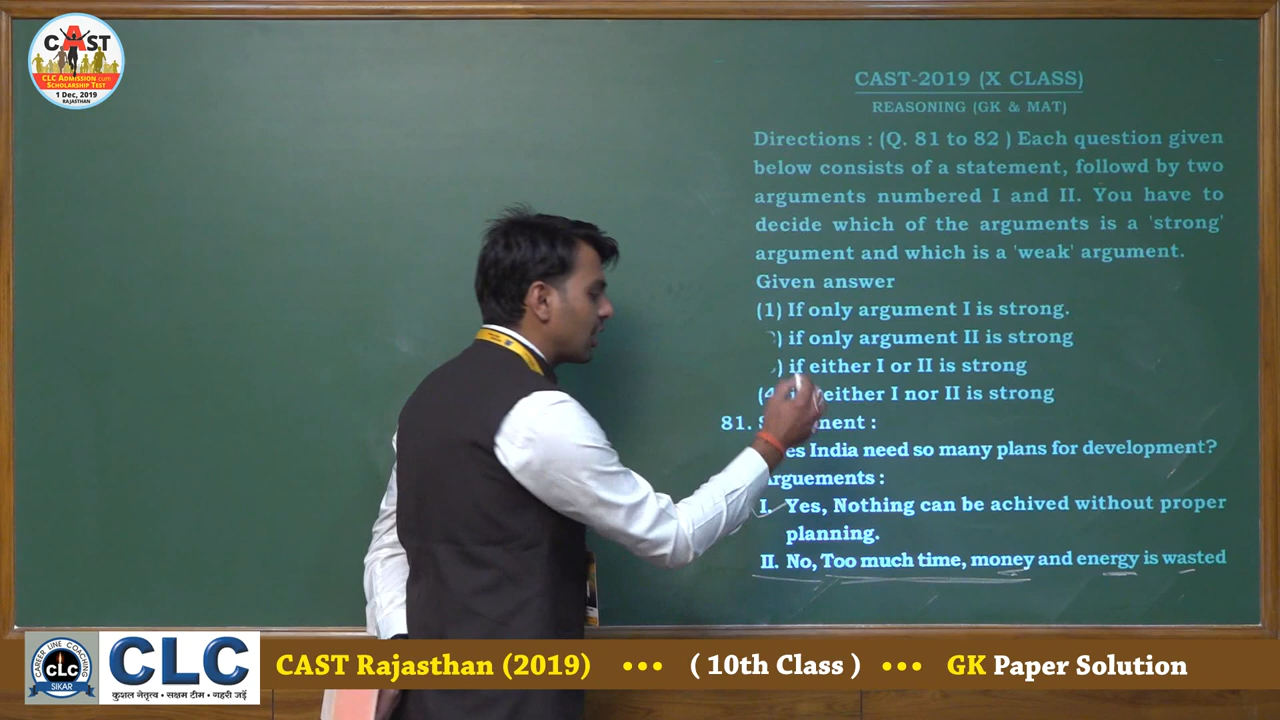 CAST
CLC ADMISSION cum
SCHOLARSHIP TEST
1 Dec, 2019
RAJASTHAN
CAST-2019 (X CLASS)
REASONING (GK & MAT)
Directions : (Q. 81 to 82 ) Each question given
below consists of a statement, followd by two
arguments numbered I and II. You have to
decide which of the arguments is a 'strong'
argument and which is a 'weak' argument.
Given answer
(1) If only argument I is strong.
) if only argument II is strong
) if either I or II is strong
(4 either I nor II is strong
81. S ment :
es India need so many plans for development?
rguements :
I. Yes, Nothing can be achived without proper
planning.
II. No, Too much time, money and energy is wasted
CAREER LINE COACHING
CLC
SIKAR
CLC
कुशल नेतृत्व • सक्षम टीम • गहरी जड़ें
CAST Rajasthan (2019) ••• ( 10th Class ) ••• GK Paper Solution